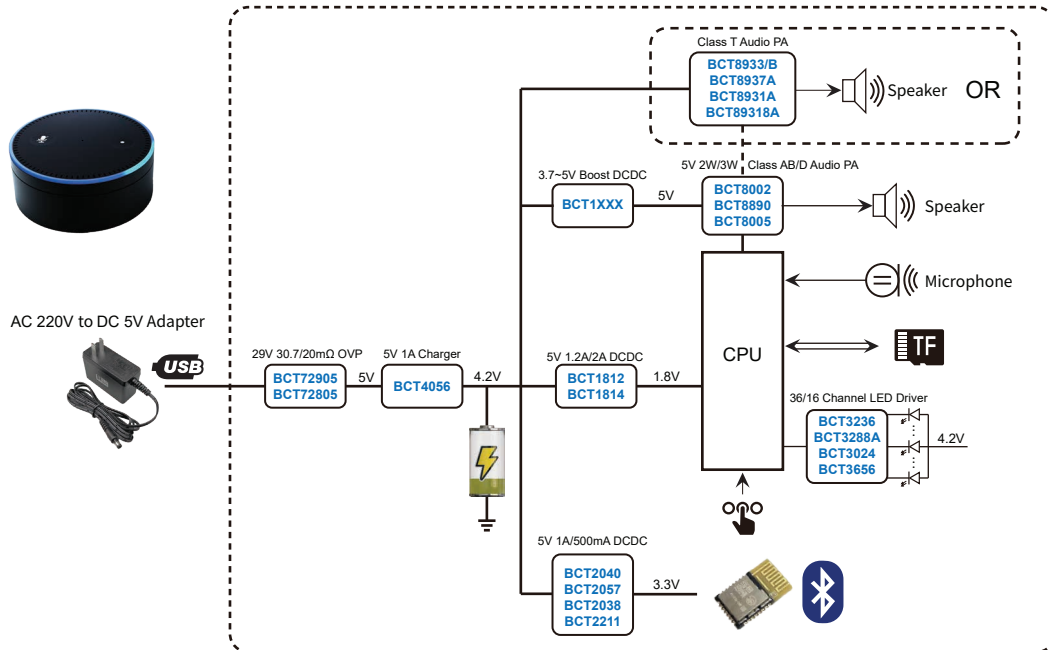 Class T Audio PA
BCT8933/B
BCT8937A
BCT8931A
BCT89318A
Speaker
OR
5V 2W/3W Class AB/D Audio PA
3.7~5V Boost DCDC
BCT1XXX
5V
BCT8002
BCT8890
BCT8005
Speaker
Microphone
AC 220V to DC 5V Adapter
USB
29V 30.7/20mΩ OVP
BCT72905
BCT72805
5V
5V 1A Charger
BCT4056
4.2V
5V 1.2A/2A DCDC
BCT1812
BCT1814
1.8V
CPU
TF
36/16 Channel LED Driver
BCT3236
BCT3288A
BCT3024
BCT3656
4.2V
5V 1A/500mA DCDC
BCT2040
BCT2057
BCT2038
BCT2211
3.3V